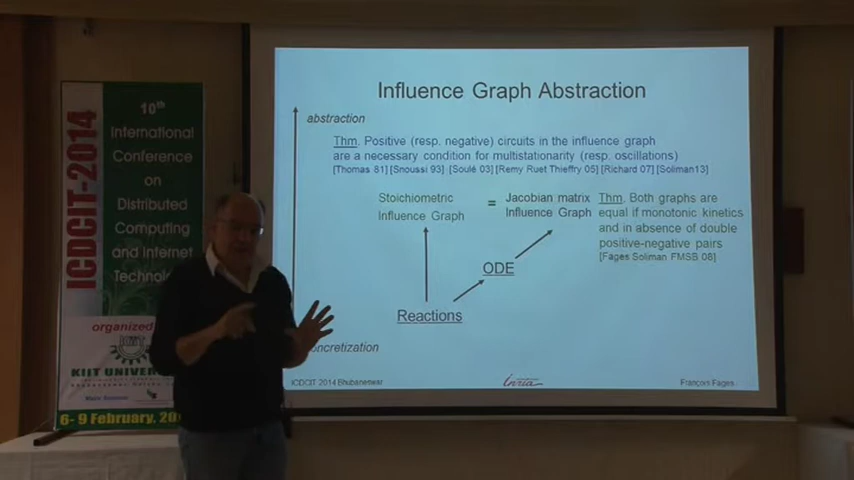 ICDCIT-2014
10th
International
Conference
on
Distributed
Computing
and Internet
organized
KIIT UNIVER
6- 9 February,
Influence Graph Abstraction
abstraction
Thm. Positive (resp. negative) circuits in the influence graph
are a necessary condition for multistationarity (resp. oscillations)
[Thomas 81] [Snoussi 93] [Soulé 03] [Remy Ruet Thieffry 05] [Richard 07] [Soliman13]
Stoichiometric
Influence Graph
=
Jacobian matrix
Influence Graph
Thm. Both graphs are
equal if monotonic kinetics
and in absence of double
positive-negative pairs
[Fages Soliman FMSB 08]
ODE
Reactions
oncretization
ICDCIT 2014 Bhubaneswar
Inria
François Fages